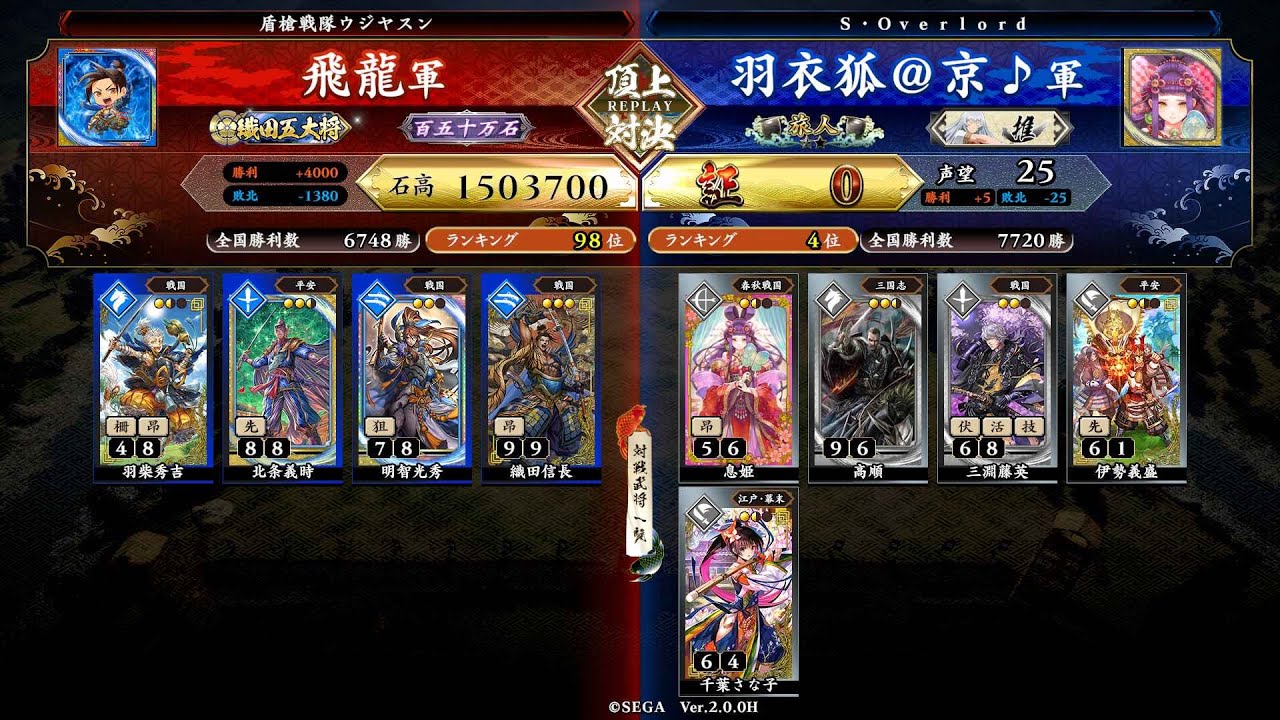 盾槍戦隊ウジヤスン
S・Overlord
飛龍軍
頂上
REPLAY
対決
羽衣狐@京♪軍
織田五大将
百五十万石
旅人
推
勝利 +4000
敗北 -1380
石高 1503700
証 0
声望 25
勝利 +5 敗北 -25
全国勝利数 6748勝
ランキング 98位
ランキング 4位
全国勝利数 7720勝
戦国
平安
戦国
戦国
春秋戦国
三国志
戦国
平安
柵 昂
先
狙
昂
昂
伏 活 技
先
4 8
8 8
7 8
9 9
5 6
9 6
6 8
6 1
羽柴秀吉
北条義時
明智光秀
織田信長
息姫
高順
三淵藤英
伊勢義盛
対戦武将一覧
江戸・幕末
6 4
千葉さな子
©SEGA Ver.2.0.0H